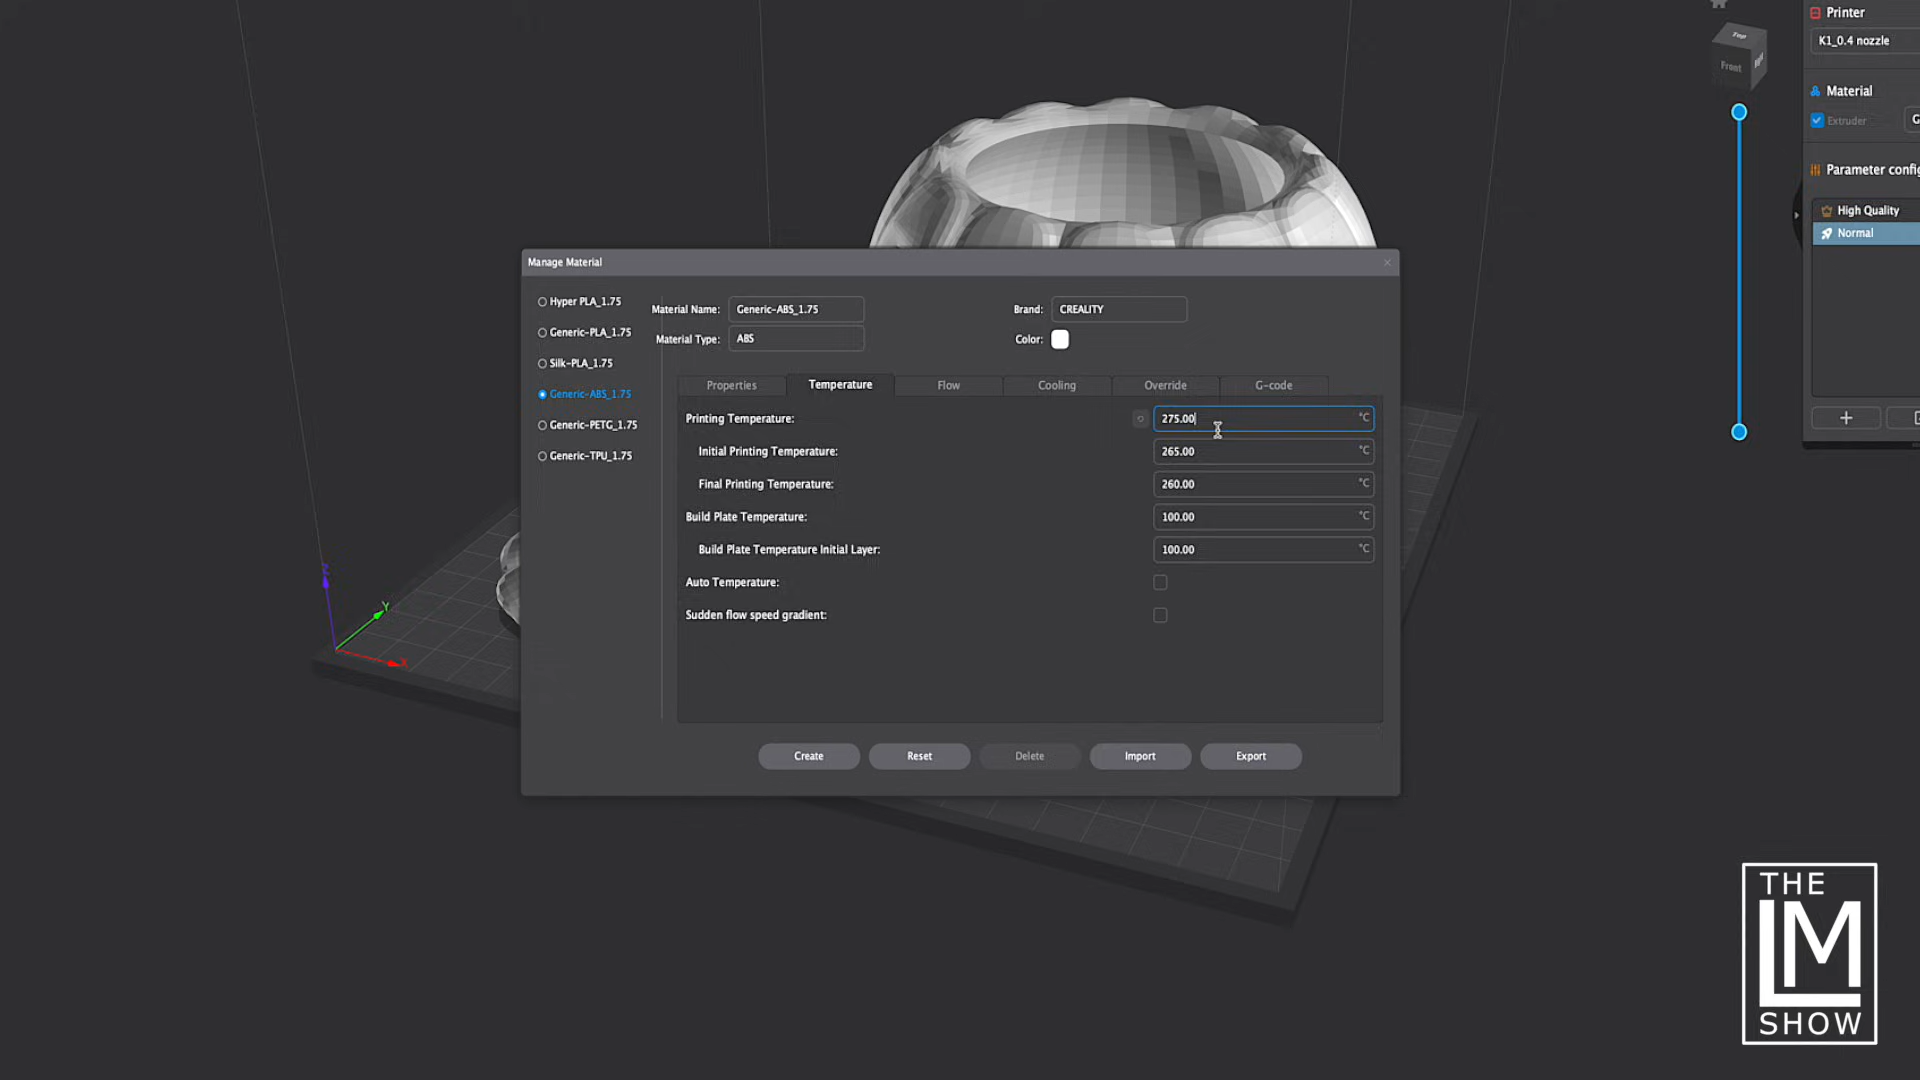 Top
Front
Printer
K1_0.4 nozzle
Material
Extruder
G
Parameter config
High Quality
Normal
Manage Material
Hyper PLA_1.75
Generic-PLA_1.75
Silk-PLA_1.75
Generic-ABS_1.75
Generic-PETG_1.75
Generic-TPU_1.75
Material Name: Generic-ABS_1.75
Brand: CREALITY
Material Type: ABS
Color:
Properties Temperature Flow Cooling Override G-code
Printing Temperature: 275.00 °C
Initial Printing Temperature: 265.00 °C
Final Printing Temperature: 260.00 °C
Build Plate Temperature: 100.00 °C
Build Plate Temperature Initial Layer: 100.00 °C
Auto Temperature:
Sudden flow speed gradient:
Create Reset Delete Import Export
Z
Y
X
THE
LM
SHOW